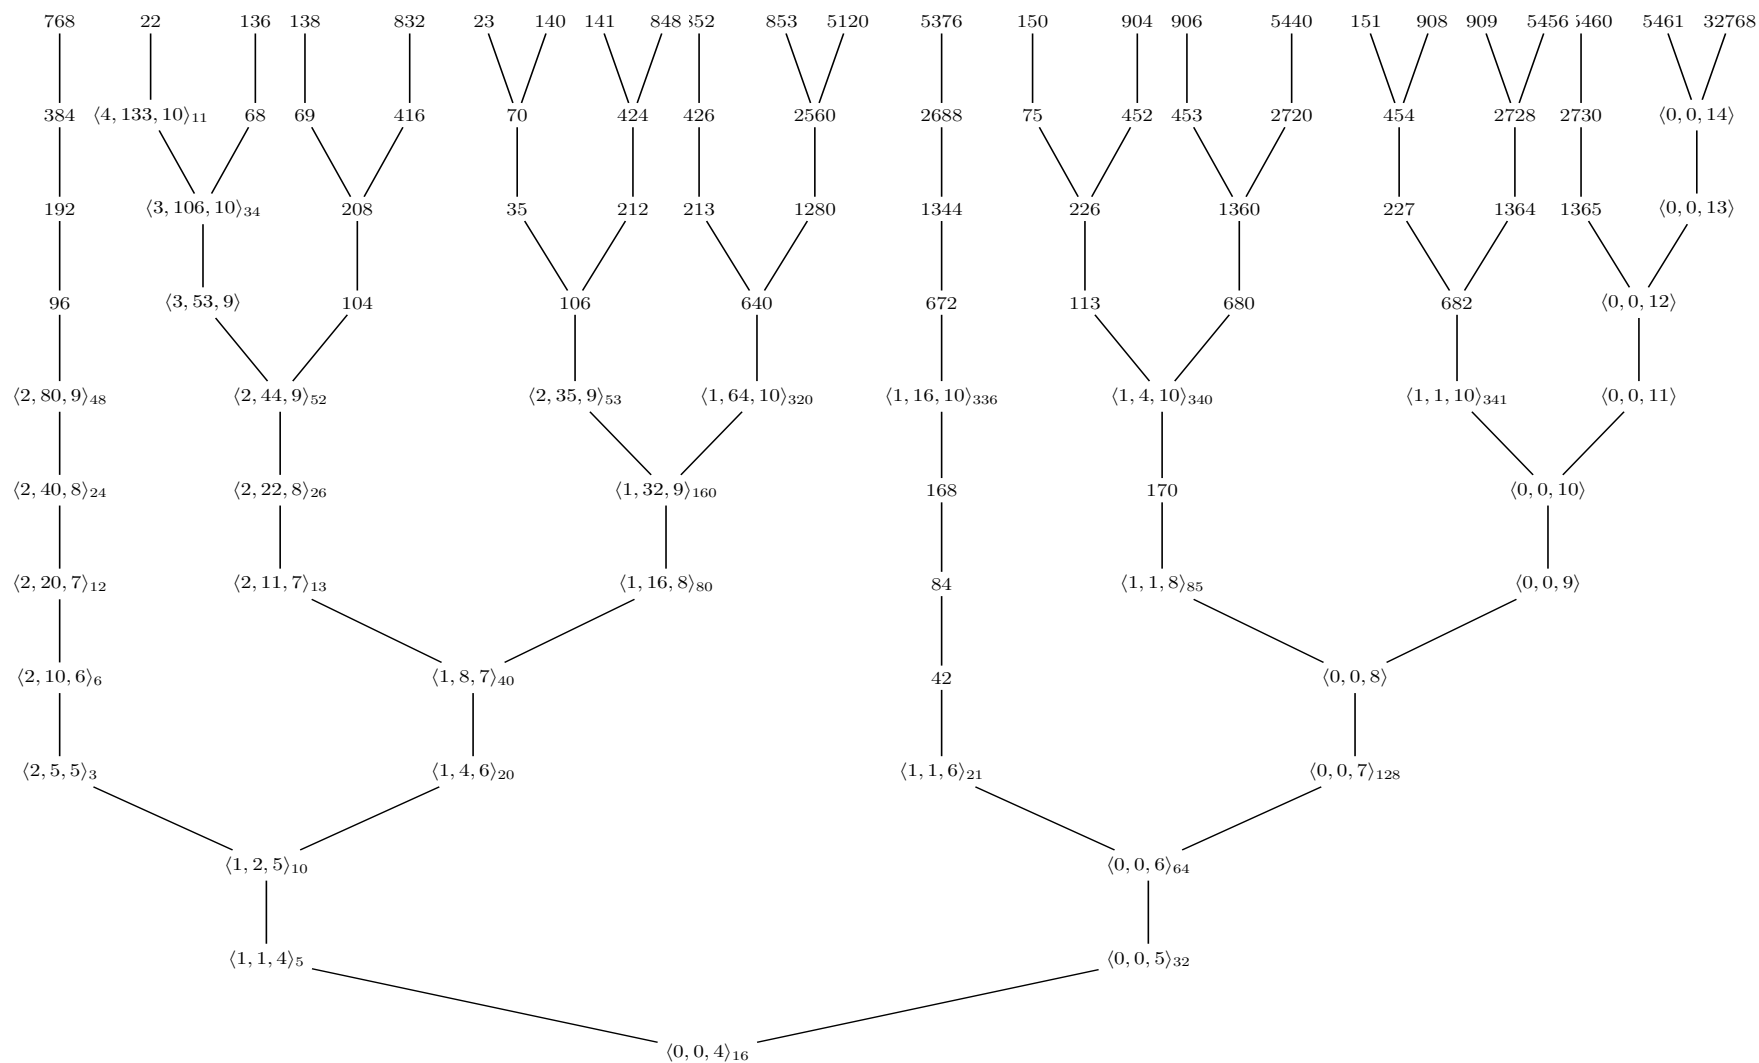 768 22 136 138 832 23 140 141 848 852 853 5120 5376 150 904 906 5440 151 908 909 5456 5460 5461 32768
384 ⟨4, 133, 10⟩₁₁ 68 69 416 70 424 426 2560 2688 75 452 453 2720 454 2728 2730 ⟨0, 0, 14⟩
192 ⟨3, 106, 10⟩₃₄ 208 35 212 213 1280 1344 226 1360 227 1364 1365 ⟨0, 0, 13⟩
96 ⟨3, 53, 9⟩ 104 106 640 672 113 680 682 ⟨0, 0, 12⟩
⟨2, 80, 9⟩₄₈ ⟨2, 44, 9⟩₅₂ ⟨2, 35, 9⟩₅₃ ⟨1, 64, 10⟩₃₂₀ ⟨1, 16, 10⟩₃₃₆ ⟨1, 4, 10⟩₃₄₀ ⟨1, 1, 10⟩₃₄₁ ⟨0, 0, 11⟩
⟨2, 40, 8⟩₂₄ ⟨2, 22, 8⟩₂₆ ⟨1, 32, 9⟩₁₆₀ 168 170 ⟨0, 0, 10⟩
⟨2, 20, 7⟩₁₂ ⟨2, 11, 7⟩₁₃ ⟨1, 16, 8⟩₈₀ 84 ⟨1, 1, 8⟩₈₅ ⟨0, 0, 9⟩
⟨2, 10, 6⟩₆ ⟨1, 8, 7⟩₄₀ 42 ⟨0, 0, 8⟩
⟨2, 5, 5⟩₃ ⟨1, 4, 6⟩₂₀ ⟨1, 1, 6⟩₂₁ ⟨0, 0, 7⟩₁₂₈
⟨1, 2, 5⟩₁₀ ⟨0, 0, 6⟩₆₄
⟨1, 1, 4⟩₅ ⟨0, 0, 5⟩₃₂
⟨0, 0, 4⟩₁₆